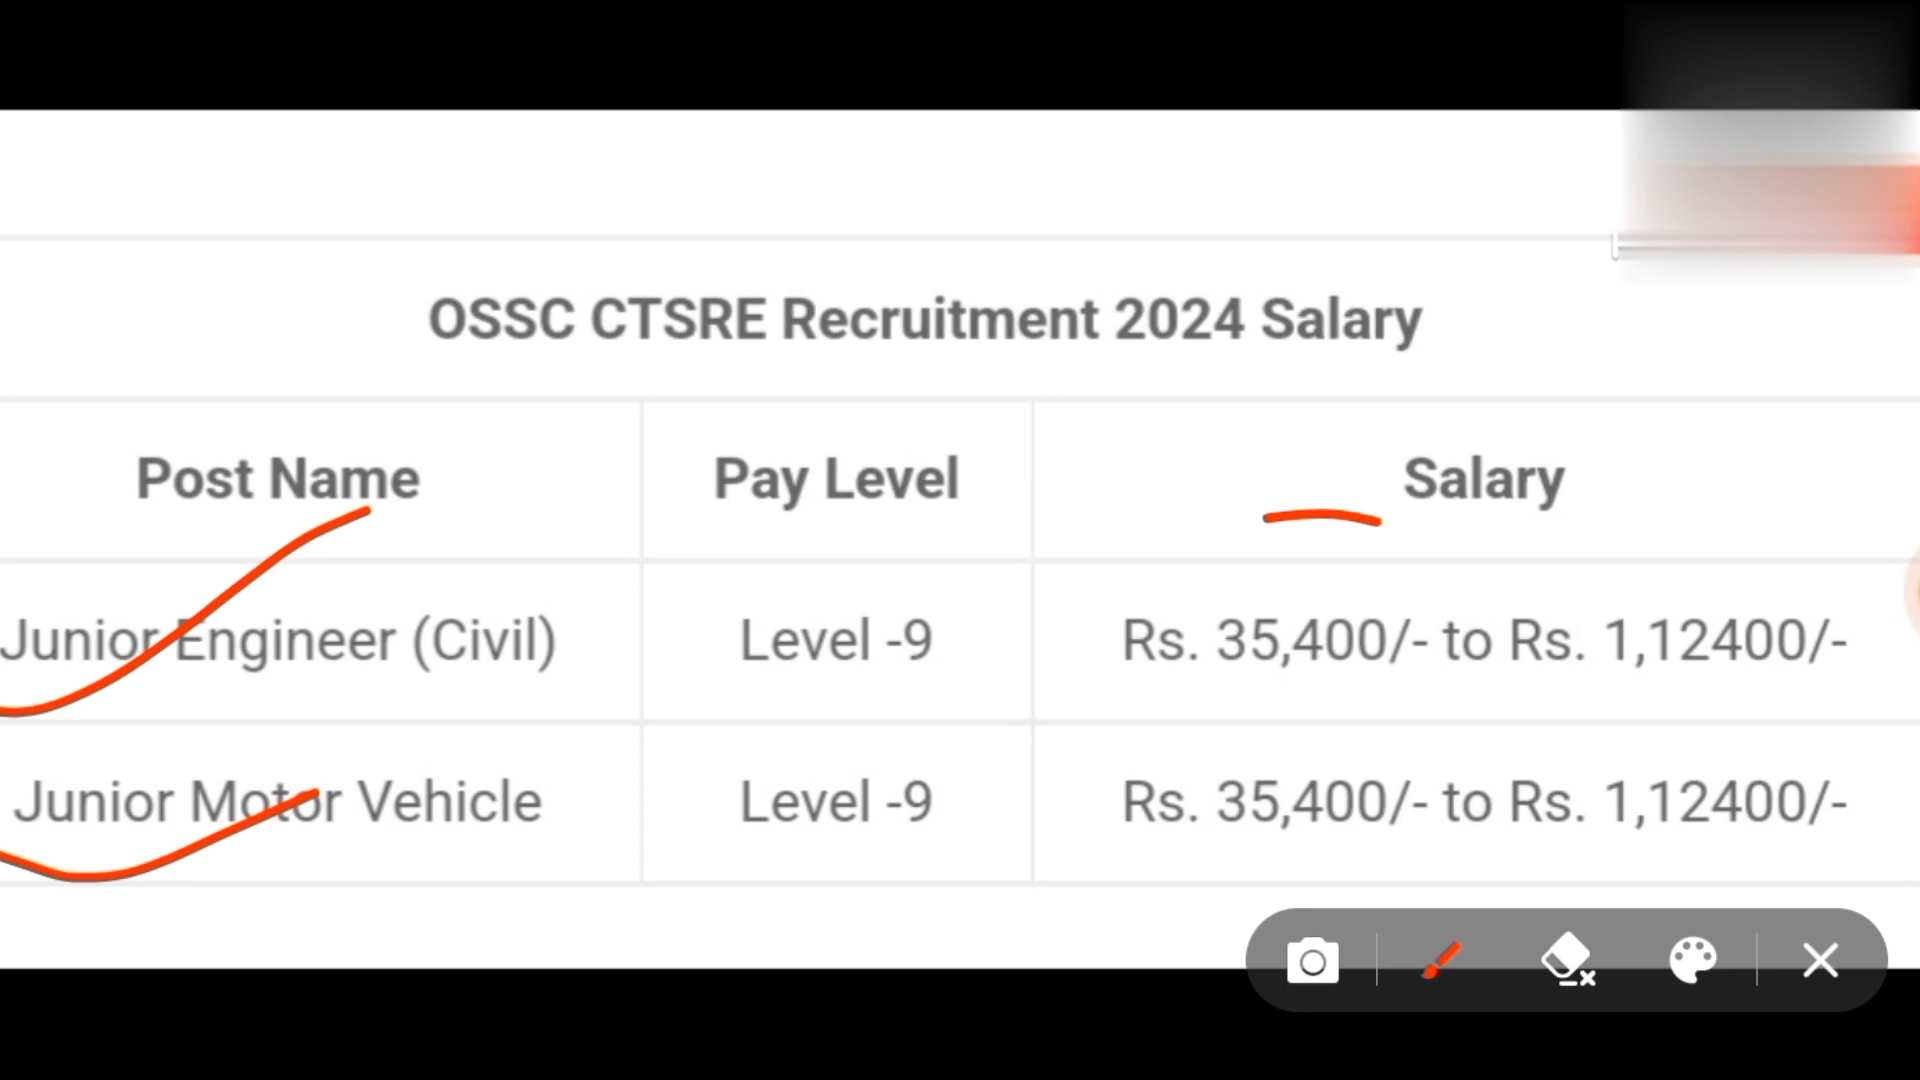 OSSC CTSRE Recruitment 2024 Salary
Post Name Pay Level Salary
Junior Engineer (Civil) Level -9 Rs. 35,400/- to Rs. 1,12400/-
Junior Motor Vehicle Level -9 Rs. 35,400/- to Rs. 1,12400/-